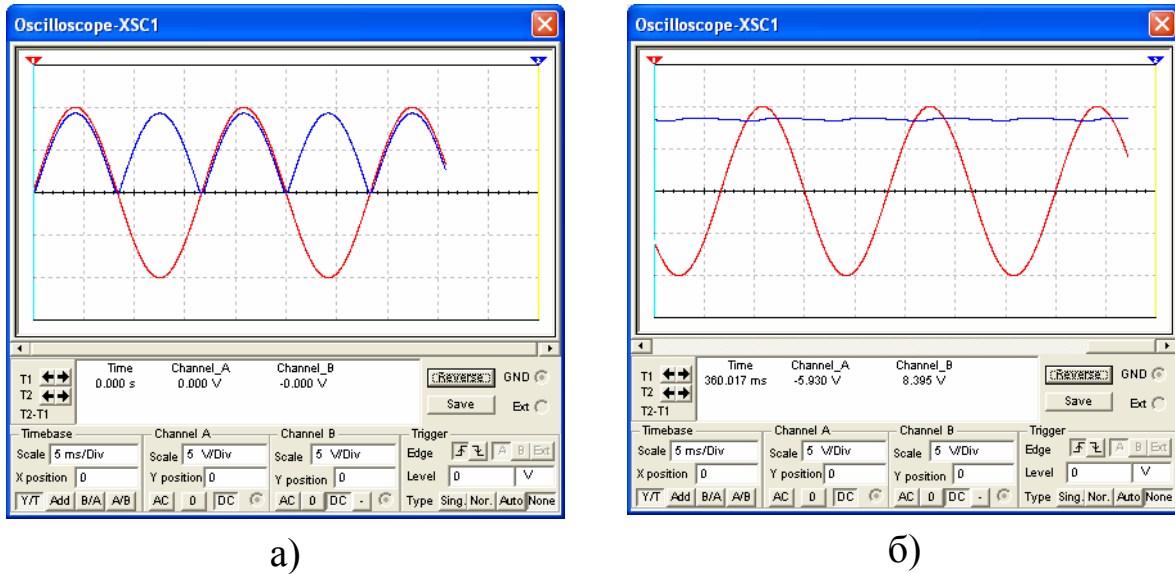 Oscilloscope-XSC1
1
2
Time Channel_A Channel_B
T1 0.000 s 0.000 V -0.000 V
T2
T2-T1
Reverse GND
Save Ext
Timebase Channel A Channel B Trigger
Scale 5 ms/Div Scale 5 V/Div Scale 5 V/Div Edge A B Ext
X position 0 Y position 0 Y position 0 Level 0 V
Y/T Add B/A A/B AC 0 DC AC 0 DC - Type Sing. Nor. Auto None
а)
Oscilloscope-XSC1
2
Time Channel_A Channel_B
T1 360.017 ms -5.930 V 8.395 V
T2
T2-T1
Reverse GND
Save Ext
Timebase Channel A Channel B Trigger
Scale 5 ms/Div Scale 5 V/Div Scale 5 V/Div Edge A B Ext
X position 0 Y position 0 Y position 0 Level 0 V
Y/T Add B/A A/B AC 0 DC AC 0 DC - Type Sing. Nor. Auto None
б)